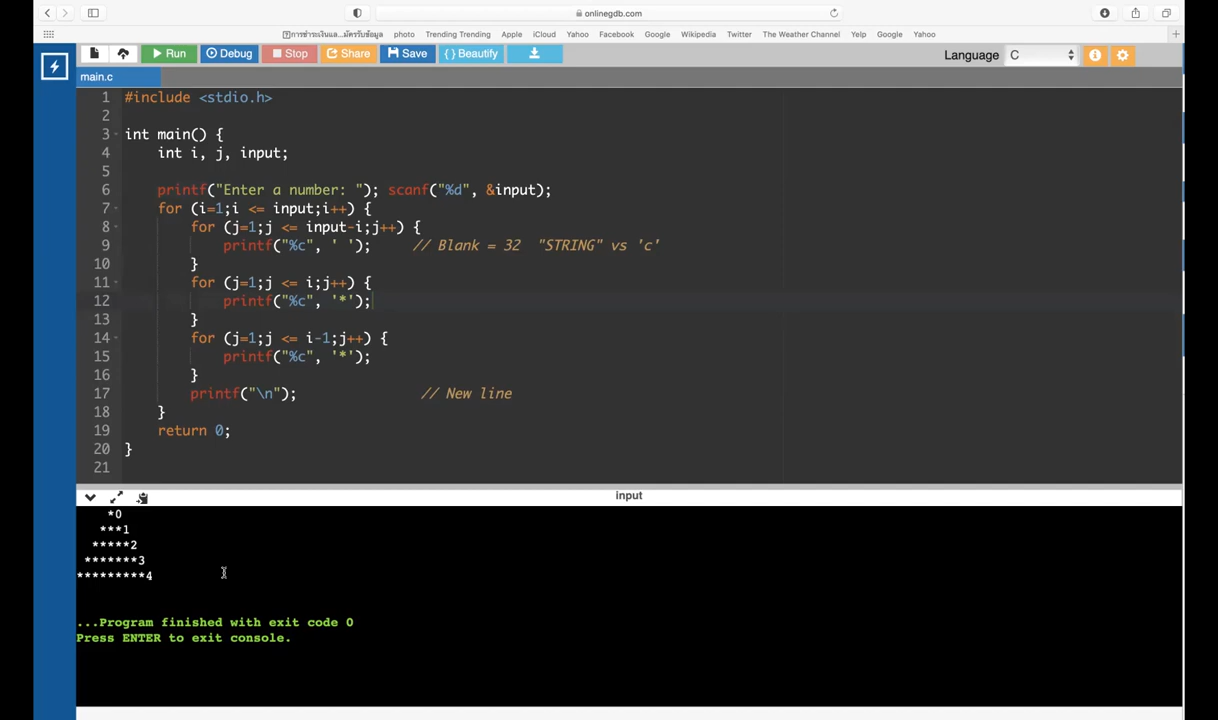 onlinegdb.com
photo Trending Trending Apple iCloud Yahoo Facebook Google Wikipedia Twitter The Weather Channel Yelp Google Yahoo
Run Debug Stop Share Save { } Beautify Language C
main.c
1 #include <stdio.h>
2
3 int main() {
4 int i, j, input;
5
6 printf("Enter a number: "); scanf("%d", &input);
7 for (i=1;i <= input;i++) {
8 for (j=1;j <= input-i;j++) {
9 printf("%c", ' '); // Blank = 32 "STRING" vs 'c'
10 }
11 for (j=1;j <= i;j++) {
12 printf("%c", '*');
13 }
14 for (j=1;j <= i-1;j++) {
15 printf("%c", '*');
16 }
17 printf("\n"); // New line
18 }
19 return 0;
20 }
21
input
*0
***1
*****2
*******3
*********4
...Program finished with exit code 0
Press ENTER to exit console.